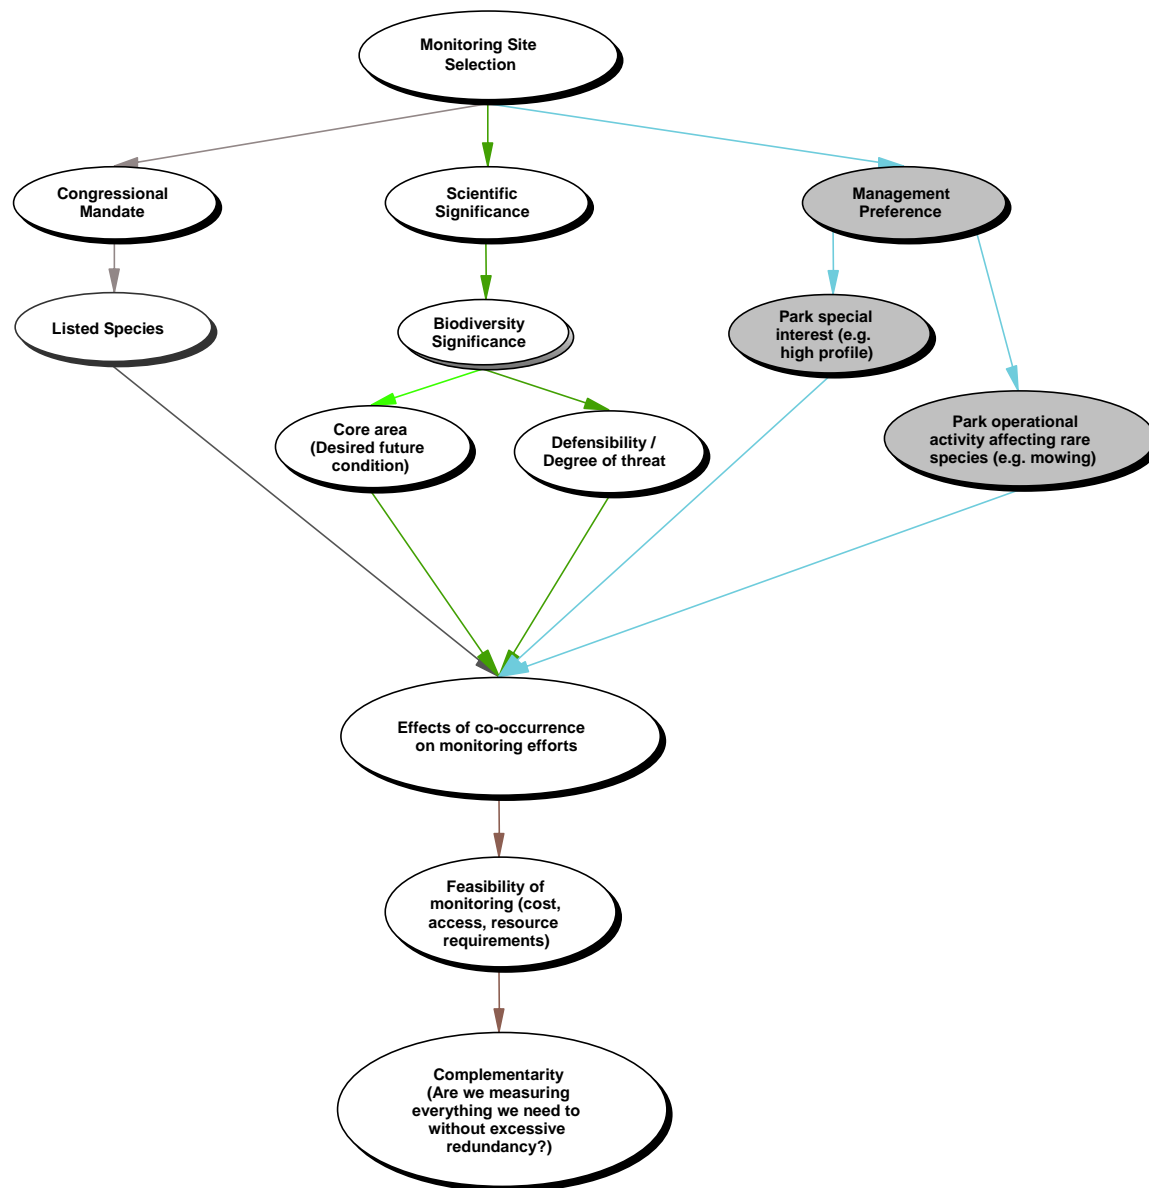 Monitoring Site
Selection
Congressional
Mandate
Scientific
Significance
Management
Preference
Listed Species
Biodiversity
Significance
Park special
interest (e.g.
high profile)
Core area
(Desired future
condition)
Defensibility /
Degree of threat
Park operational
activity affecting rare
species (e.g. mowing)
Effects of co-occurrence
on monitoring efforts
Feasibility of
monitoring (cost,
access, resource
requirements)
Complementarity
(Are we measuring
everything we need to
without excessive
redundancy?)